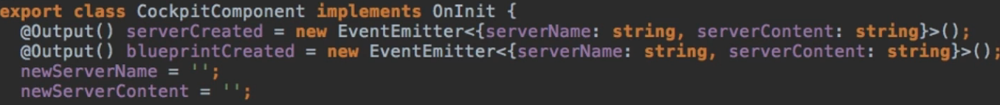 export class CockpitComponent implements OnInit {
@Output() serverCreated = new EventEmitter<{serverName: string, serverContent: string}>();
@Output() blueprintCreated = new EventEmitter<{serverName: string, serverContent: string}>();
newServerName = '';
newServerContent = '';